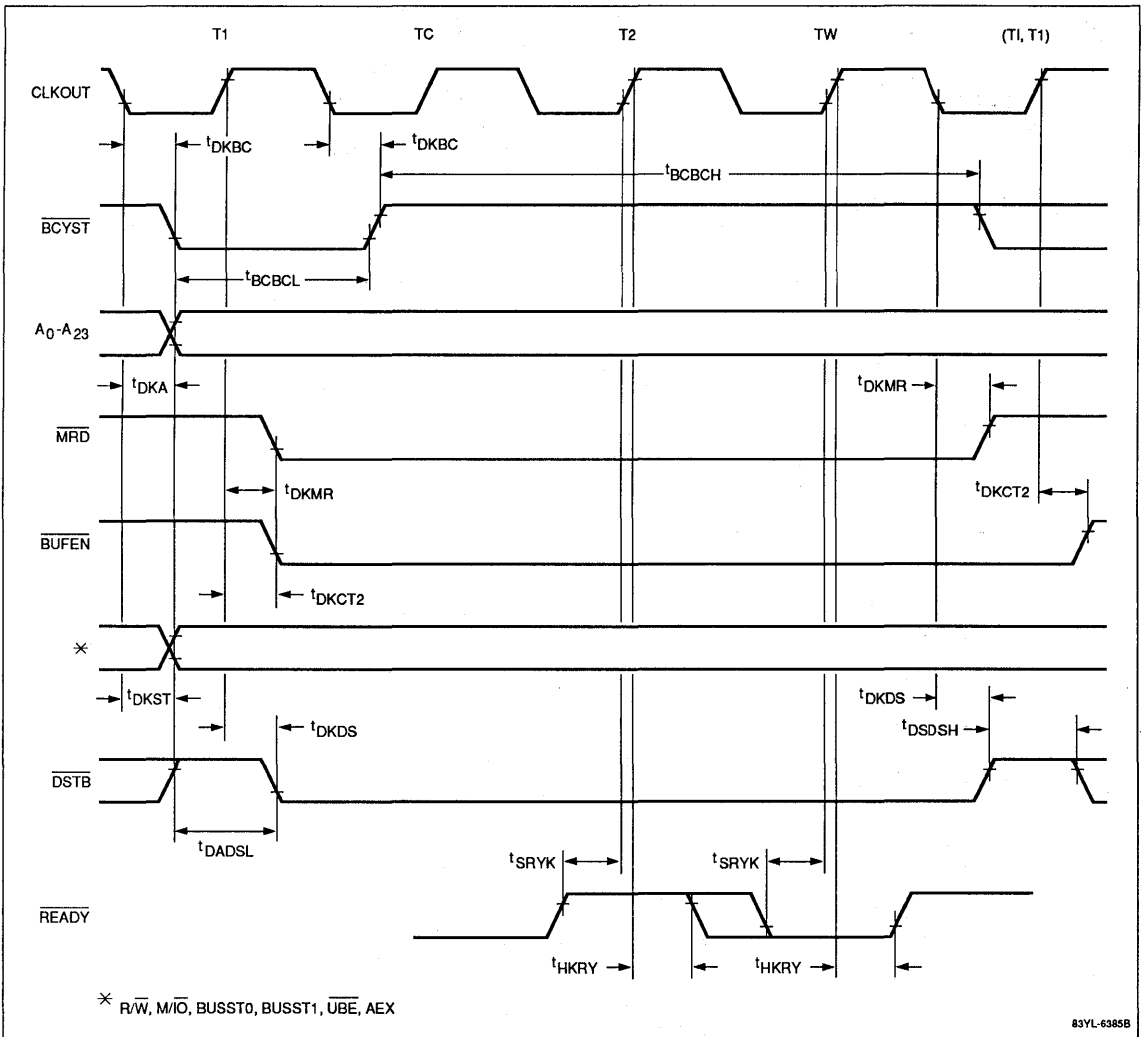 T1 TC T2 TW (TI, T1)
CLKOUT
tDKBC tDKBC
tBCBCH
BCYST
tBCBCL
A0-A23
tDKA tDKMR
MRD
tDKMR tDKCT2
BUFEN
tDKCT2
*
tDKST tDKDS
tDKDS tDSDSH
DSTB
tDADSL
tSRYK tSRYK
READY
tHKRY tHKRY
* R/W, M/IO, BUSST0, BUSST1, UBE, AEX
83YL-6385B